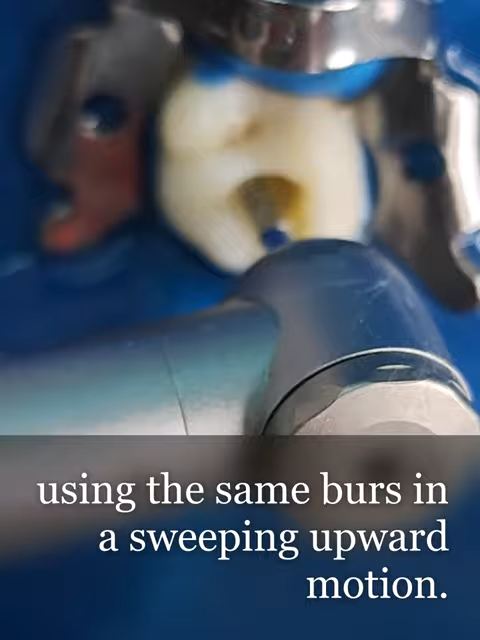 using the same burs in
a sweeping upward
motion.